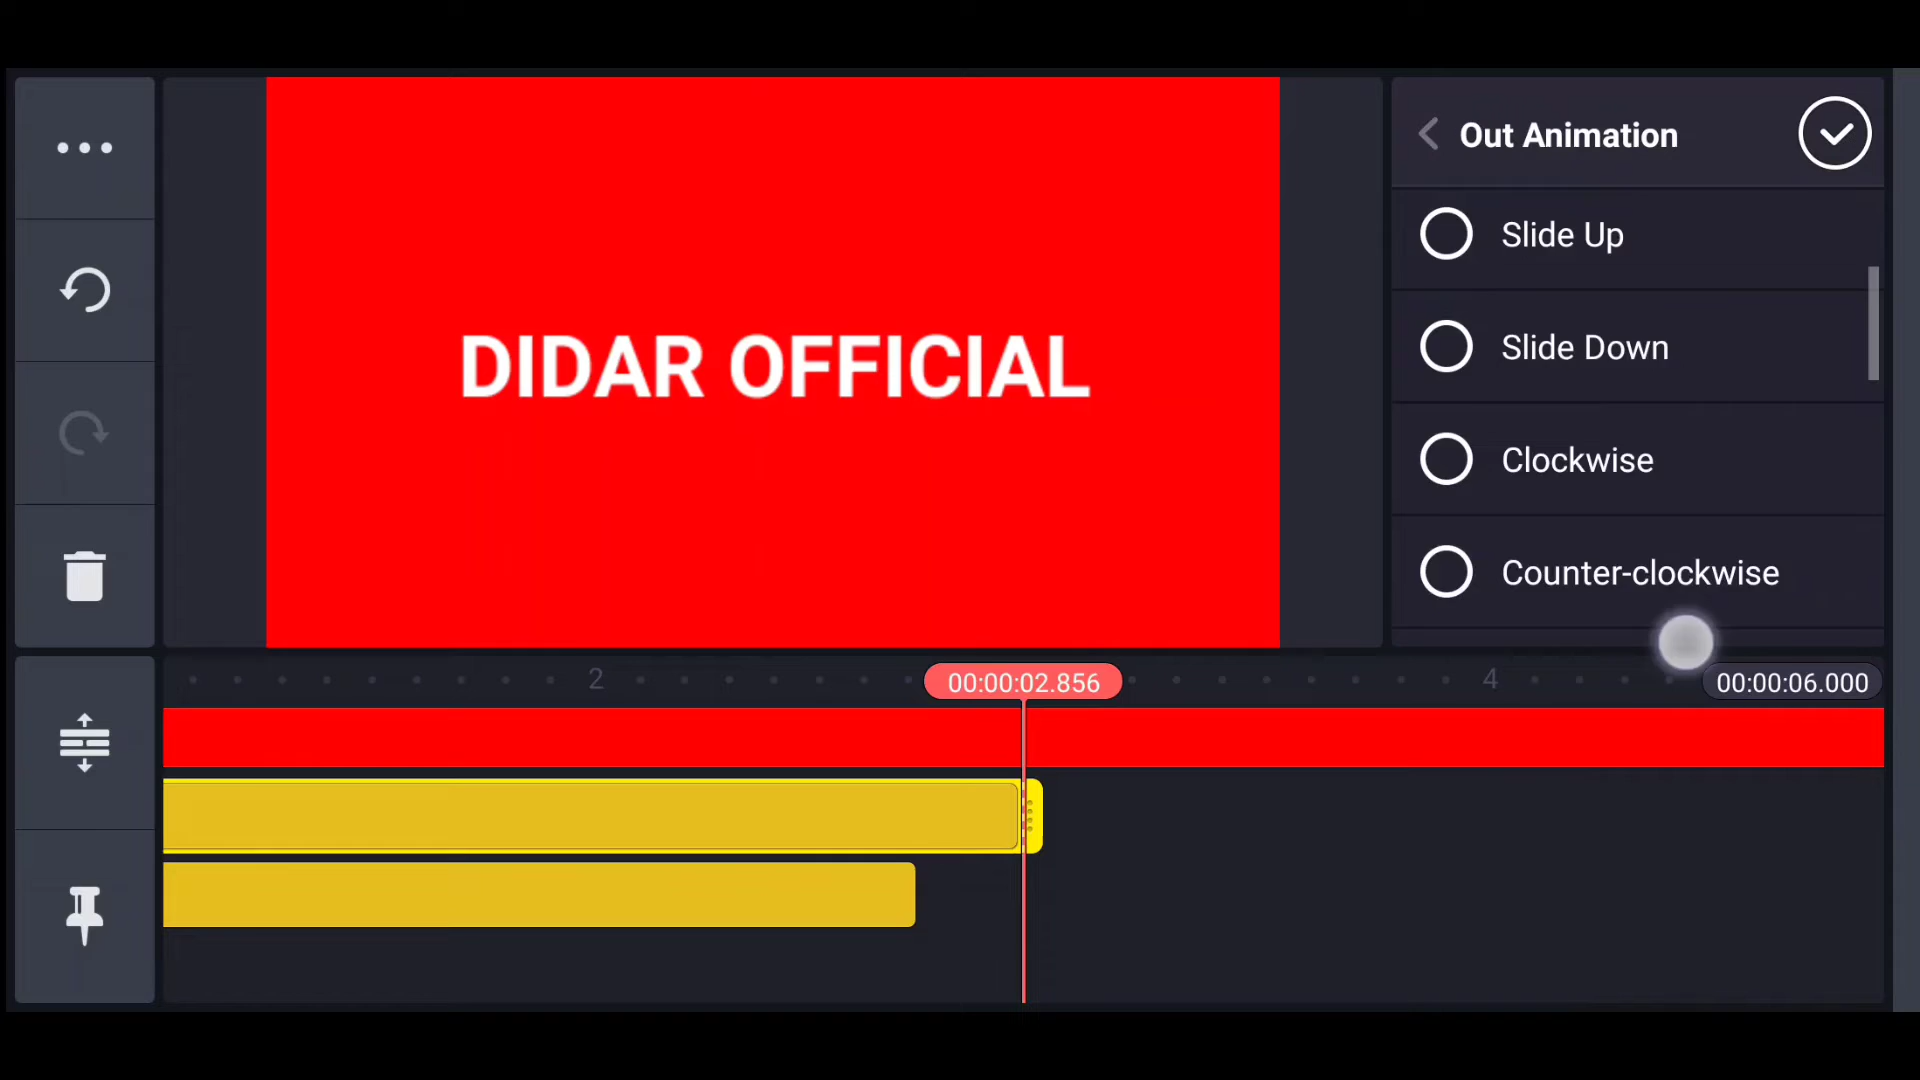 Out Animation
Slide Up
DIDAR OFFICIAL
Slide Down
Clockwise
Counter-clockwise
2
00:00:02.856
4
00:00:06.000